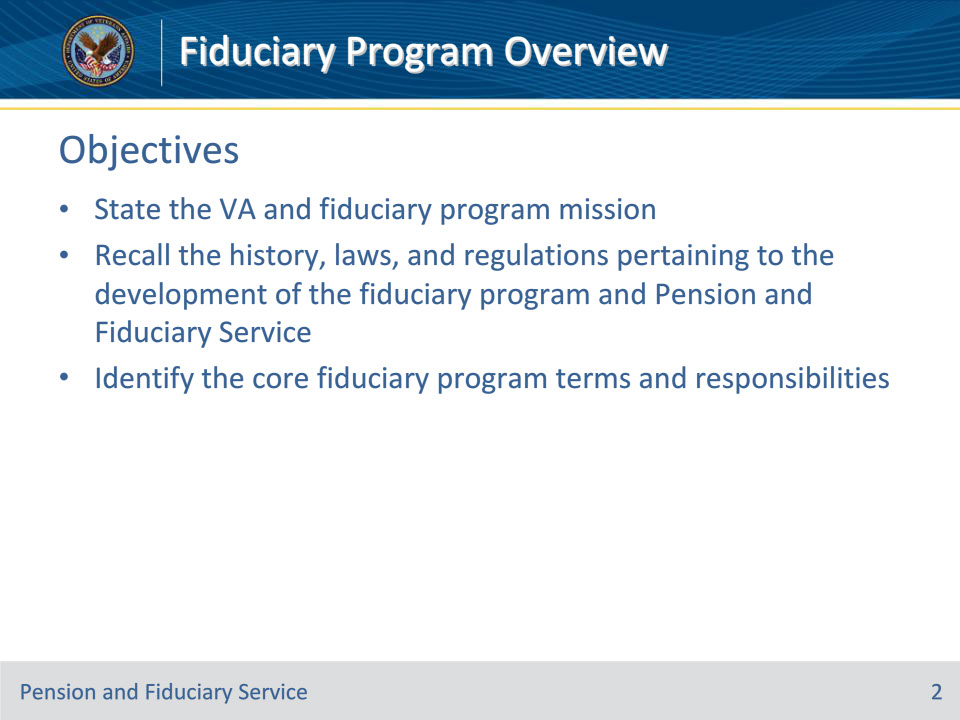 Fiduciary Program Overview
Objectives
• State the VA and fiduciary program mission
• Recall the history, laws, and regulations pertaining to the
development of the fiduciary program and Pension and
Fiduciary Service
• Identify the core fiduciary program terms and responsibilities
Pension and Fiduciary Service
2